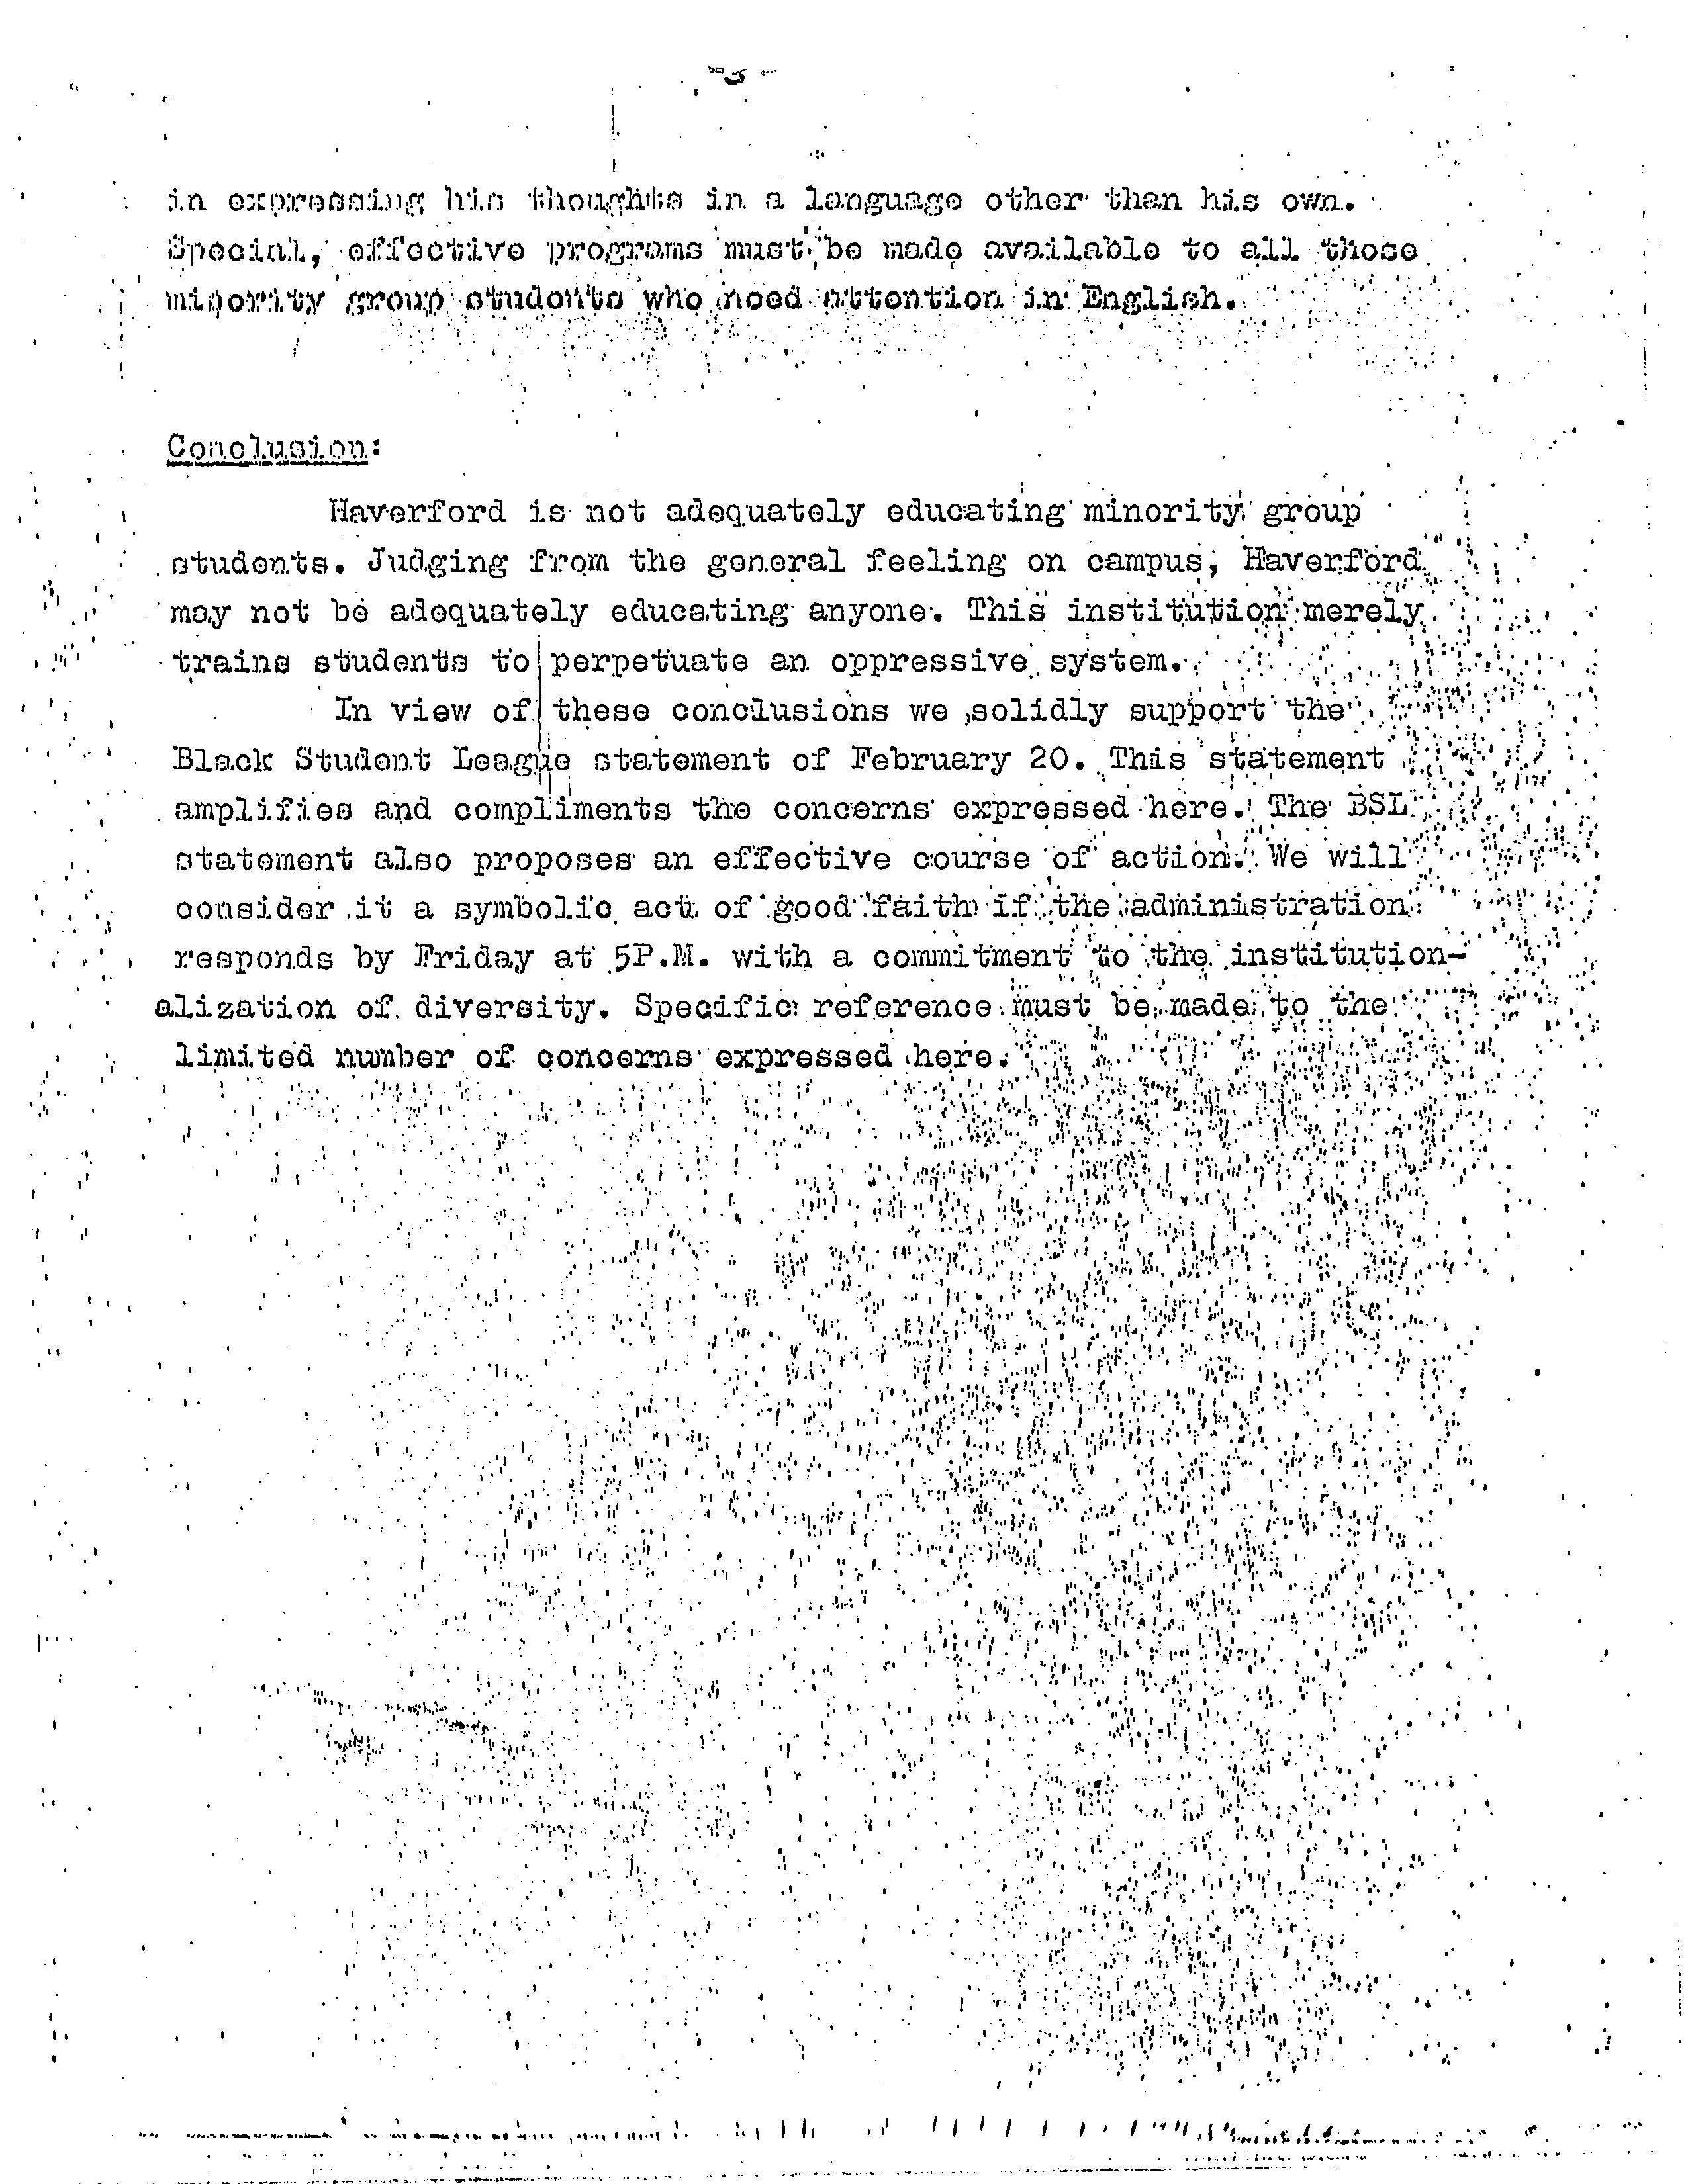 in expressing his thoughts in a language other than his own.
Special, effective programs must be made available to all those
minority group students who need attention in English.
Conclusion:
Haverford is not adequately educating minority group
students. Judging from the general feeling on campus, Haverford
may not be adequately educating anyone. This institution merely
trains students to perpetuate an oppressive system.
In view of these conclusions we solidly support the
Black Student League statement of February 20. This statement
amplifies and compliments the concerns expressed here. The BSL
statement also proposes an effective course of action. We will
consider it a symbolic act of good faith if the administration
responds by Friday at 5P.M. with a commitment to the institution-
alization of diversity. Specific reference must be made to the
limited number of concerns expressed here.